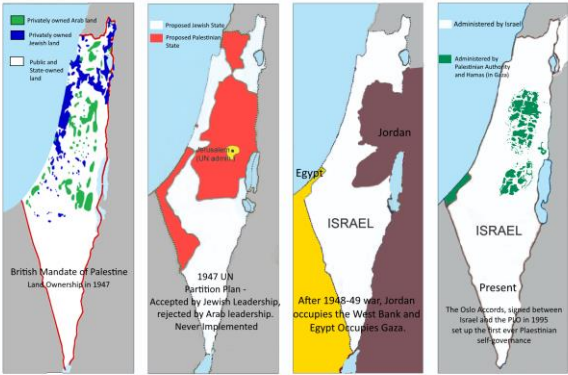 Privately owned Arab land
Privately owned
Jewish land
Public and
State-owned
land
British Mandate of Palestine
Land Ownership in 1947
Proposed Jewish State
Proposed Palestinian
State
Jerusalem
(UN admin)
1947 UN
Partition Plan -
Accepted by Jewish Leadership,
rejected by Arab leadership.
Never Implemented
Jordan
Egypt
ISRAEL
After 1948-49 war, Jordan
occupies the West Bank and
Egypt Occupies Gaza.
Administered by Israel
Administered by
Palestinian Authority
and Hamas (in Gaza)
ISRAEL
Present
The Oslo Accords, signed between
Israel and the PLO in 1995
set up the first ever Plaestinian
self-governance